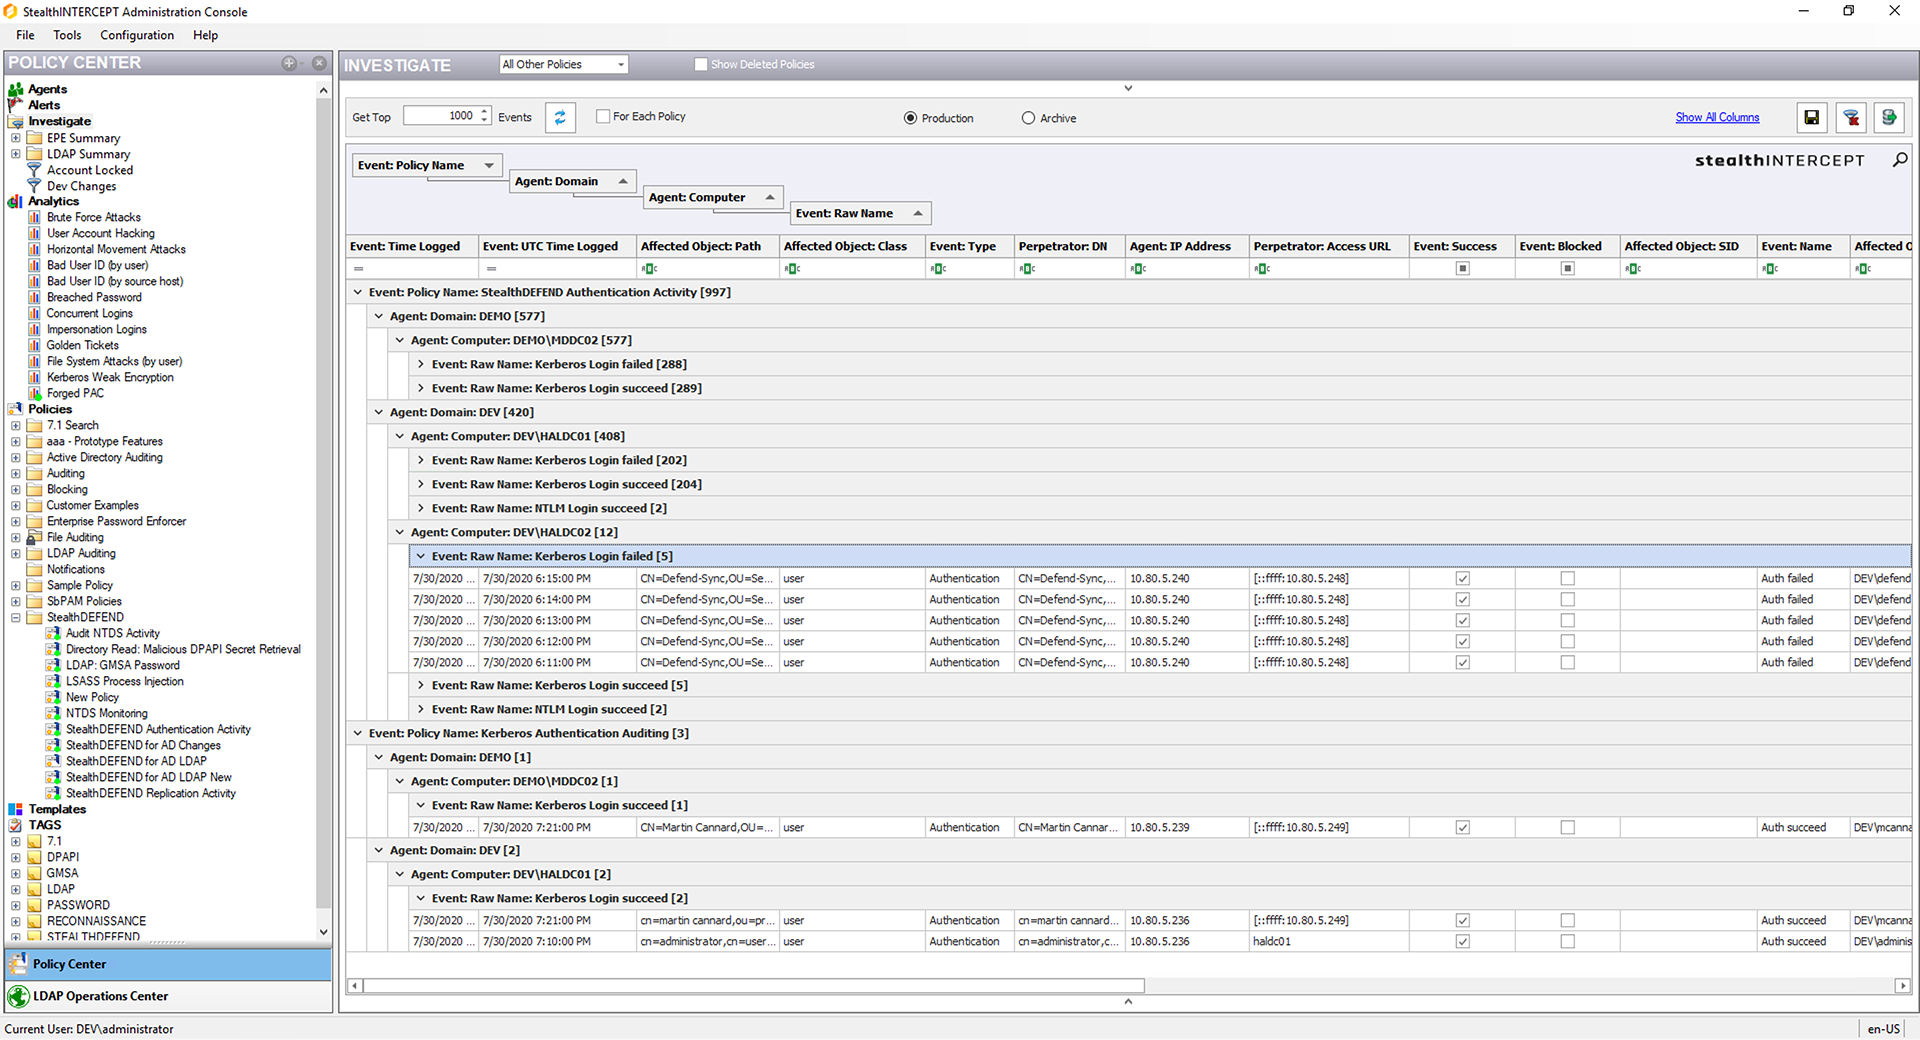 StealthINTERCEPT Administration Console
File Tools Configuration Help
POLICY CENTER
Agents
Alerts
Investigate
EPE Summary
LDAP Summary
Account Locked
Dev Changes
Analytics
Brute Force Attacks
User Account Hacking
Horizontal Movement Attacks
Bad User ID (by user)
Bad User ID (by source host)
Breached Password
Concurrent Logins
Impersonation Logins
Golden Tickets
File System Attacks (by user)
Kerberos Weak Encryption
Forged PAC
Policies
7.1 Search
aaa - Prototype Features
Active Directory Auditing
Auditing
Blocking
Customer Examples
Enterprise Password Enforcer
File Auditing
LDAP Auditing
Notifications
Sample Policy
SbPAM Policies
StealthDEFEND
Audit NTDS Activity
Directory Read: Malicious DPAPI Secret Retrieval
LDAP: GMSA Password
LSASS Process Injection
New Policy
NTDS Monitoring
StealthDEFEND Authentication Activity
StealthDEFEND for AD Changes
StealthDEFEND for AD LDAP
StealthDEFEND for AD LDAP New
StealthDEFEND Replication Activity
Templates
TAGS
7.1
DPAPI
GMSA
LDAP
PASSWORD
RECONNAISSANCE
STEALTHDEFEND
Policy Center
LDAP Operations Center
INVESTIGATE All Other Policies Show Deleted Policies
Get Top 1000 Events For Each Policy Production Archive Show All Columns
stealthINTERCEPT
Event: Policy Name
Agent: Domain
Agent: Computer
Event: Raw Name
Event: Time Logged Event: UTC Time Logged Affected Object: Path Affected Object: Class Event: Type Perpetrator: DN Agent: IP Address Perpetrator: Access URL Event: Success Event: Blocked Affected Object: SID Event: Name Affected O
Event: Policy Name: StealthDEFEND Authentication Activity [997]
Agent: Domain: DEMO [577]
Agent: Computer: DEMO\MDDC02 [577]
Event: Raw Name: Kerberos Login failed [288]
Event: Raw Name: Kerberos Login succeed [289]
Agent: Domain: DEV [420]
Agent: Computer: DEV\HALDC01 [408]
Event: Raw Name: Kerberos Login failed [202]
Event: Raw Name: Kerberos Login succeed [204]
Event: Raw Name: NTLM Login succeed [2]
Agent: Computer: DEV\HALDC02 [12]
Event: Raw Name: Kerberos Login failed [5]
7/30/2020 ... 7/30/2020 6:15:00 PM CN=Defend-Sync,OU=Se... user Authentication CN=Defend-Sync,... 10.80.5.240 [::ffff:10.80.5.248] Auth failed DEV\defend
7/30/2020 ... 7/30/2020 6:14:00 PM CN=Defend-Sync,OU=Se... user Authentication CN=Defend-Sync,... 10.80.5.240 [::ffff:10.80.5.248] Auth failed DEV\defend
7/30/2020 ... 7/30/2020 6:13:00 PM CN=Defend-Sync,OU=Se... user Authentication CN=Defend-Sync,... 10.80.5.240 [::ffff:10.80.5.248] Auth failed DEV\defend
7/30/2020 ... 7/30/2020 6:12:00 PM CN=Defend-Sync,OU=Se... user Authentication CN=Defend-Sync,... 10.80.5.240 [::ffff:10.80.5.248] Auth failed DEV\defend
7/30/2020 ... 7/30/2020 6:11:00 PM CN=Defend-Sync,OU=Se... user Authentication CN=Defend-Sync,... 10.80.5.240 [::ffff:10.80.5.248] Auth failed DEV\defend
Event: Raw Name: Kerberos Login succeed [5]
Event: Raw Name: NTLM Login succeed [2]
Event: Policy Name: Kerberos Authentication Auditing [3]
Agent: Domain: DEMO [1]
Agent: Computer: DEMO\MDDC02 [1]
Event: Raw Name: Kerberos Login succeed [1]
7/30/2020 ... 7/30/2020 7:21:00 PM CN=Martin Cannard,OU=... user Authentication CN=Martin Cannar... 10.80.5.239 [::ffff:10.80.5.249] Auth succeed DEV\mcanna
Agent: Domain: DEV [2]
Agent: Computer: DEV\HALDC01 [2]
Event: Raw Name: Kerberos Login succeed [2]
7/30/2020 ... 7/30/2020 7:21:00 PM cn=martin cannard,ou=pr... user Authentication cn=martin cannard... 10.80.5.236 [::ffff:10.80.5.249] Auth succeed DEV\mcanna
7/30/2020 ... 7/30/2020 7:10:00 PM cn=administrator,cn=user... user Authentication cn=administrator,c... 10.80.5.236 haldc01 Auth succeed DEV\adminis
Current User: DEV\administrator en-US